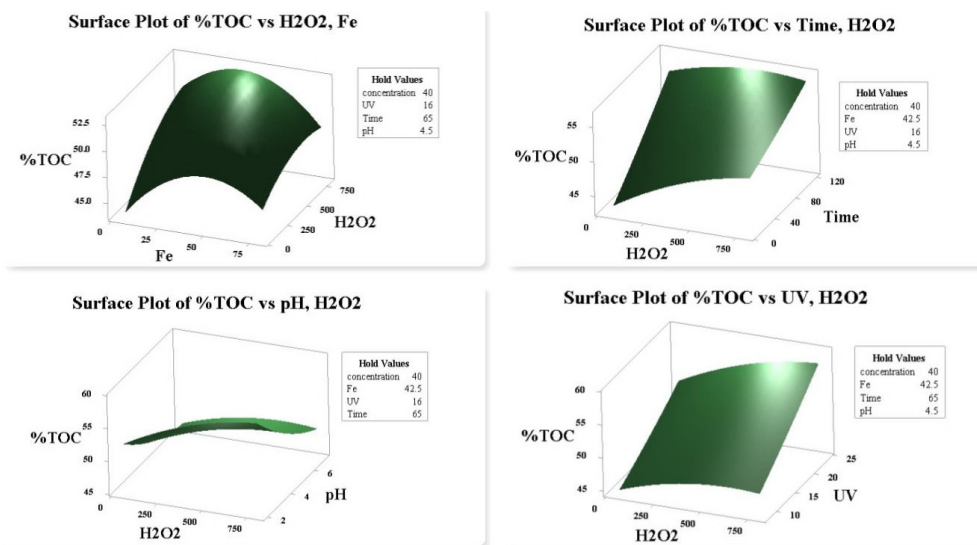 Surface Plot of %TOC vs H2O2, Fe
Hold Values
concentration 40
UV 16
Time 65
pH 4.5
52.5
50.0
%TOC
47.5
45.0
0
25
50
75
Fe
0
250
500
750
H2O2
Surface Plot of %TOC vs Time, H2O2
Hold Values
concentration 40
Fe 42.5
UV 16
pH 4.5
55
%TOC
50
45
0
250
500
750
H2O2
0
40
80
120
Time
Surface Plot of %TOC vs pH, H2O2
Hold Values
concentration 40
Fe 42.5
UV 16
Time 65
60
55
%TOC
50
45
0
250
500
750
H2O2
2
4
6
pH
Surface Plot of %TOC vs UV, H2O2
Hold Values
concentration 40
Fe 42.5
Time 65
pH 4.5
60
55
%TOC
50
45
0
250
500
750
H2O2
10
15
20
25
UV